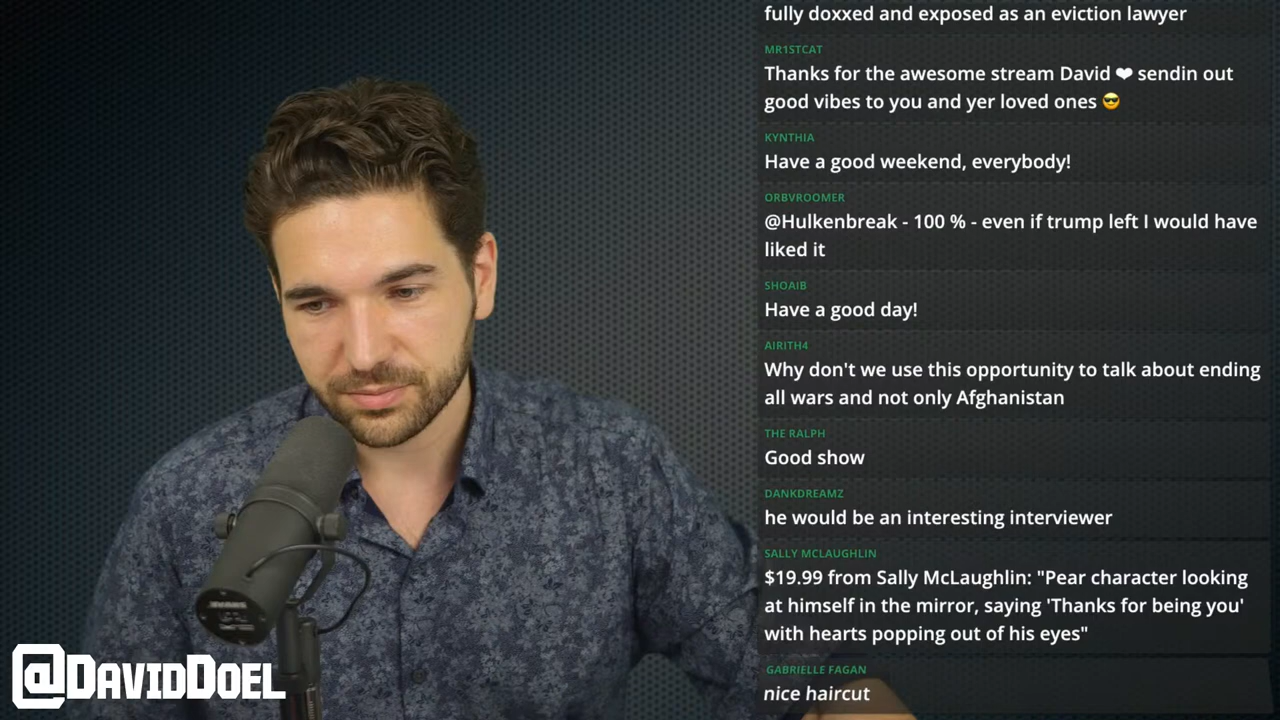 fully doxxed and exposed as an eviction lawyer
MR1STCAT
Thanks for the awesome stream David ❤ sendin out
good vibes to you and yer loved ones 😎
KYNTHIA
Have a good weekend, everybody!
ORBVROOMER
@Hulkenbreak - 100 % - even if trump left I would have
liked it
SHOAIB
Have a good day!
AIRITH4
Why don't we use this opportunity to talk about ending
all wars and not only Afghanistan
THE RALPH
Good show
DANKDREAMZ
he would be an interesting interviewer
SALLY MCLAUGHLIN
$19.99 from Sally McLaughlin: "Pear character looking
at himself in the mirror, saying 'Thanks for being you'
with hearts popping out of his eyes"
GABRIELLE FAGAN
nice haircut
@DAVIDDOEL